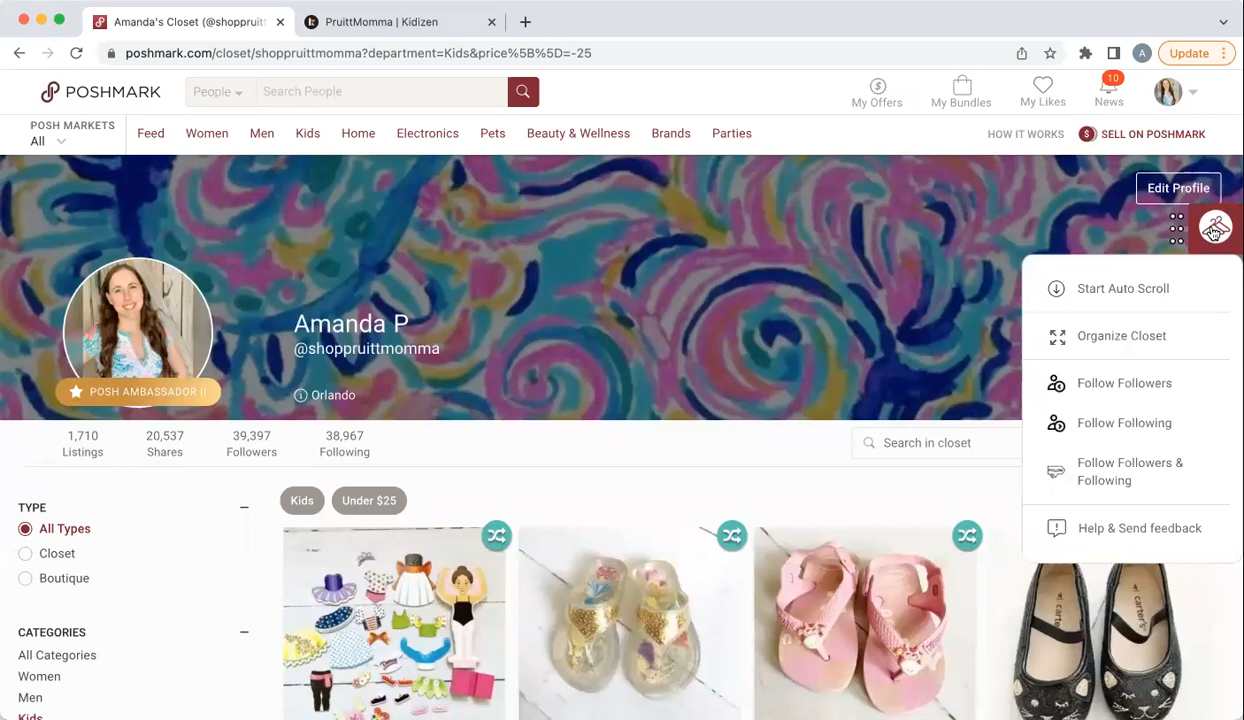 Amanda's Closet (@shoppruitt
PruittMomma | Kidizen
poshmark.com/closet/shoppruittmomma?department=Kids&price%5B%5D=-25
A
Update
POSHMARK
People
Search People
My Offers
My Bundles
My Likes
10
News
POSH MARKETS
All
Feed
Women
Men
Kids
Home
Electronics
Pets
Beauty & Wellness
Brands
Parties
HOW IT WORKS
$ SELL ON POSHMARK
Edit Profile
Start Auto Scroll
Organize Closet
Follow Followers
Follow Following
Follow Followers &
Following
Help & Send feedback
Amanda P
@shoppruittmomma
Orlando
POSH AMBASSADOR II
1,710
Listings
20,537
Shares
39,397
Followers
38,967
Following
Search in closet
TYPE
All Types
Closet
Boutique
CATEGORIES
All Categories
Women
Men
Kids
Kids
Under $25
carter's
carter's